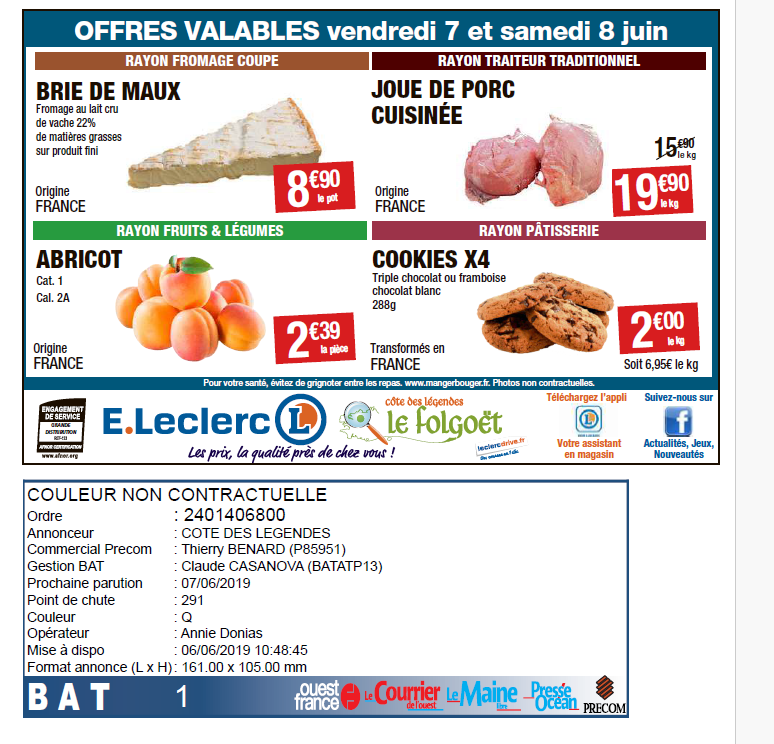 OFFRES VALABLES vendredi 7 et samedi 8 juin
RAYON FROMAGE COUPE
BRIE DE MAUX
Fromage au lait cru
de vache 22%
de matières grasses
sur produit fini
Origine
FRANCE
8€90
le pot
RAYON TRAITEUR TRADITIONNEL
JOUE DE PORC
CUISINÉE
Origine
FRANCE
15€90
le kg
19€90
le kg
RAYON FRUITS & LÉGUMES
ABRICOT
Cat. 1
Cal. 2A
Origine
FRANCE
2€39
la pièce
RAYON PÂTISSERIE
COOKIES X4
Triple chocolat ou framboise
chocolat blanc
288g
Transformés en
FRANCE
2€00
le kg
Soit 6,95€ le kg
Pour votre santé, évitez de grignoter entre les repas. www.mangerbouger.fr. Photos non contractuelles.
ENGAGEMENT
DE SERVICE
GRANDE
DISTRIBUTION
REF-133
AFNOR CERTIFICATION
www.afnor.org
E.Leclerc L
Les prix, la qualité près de chez vous !
côte des légendes
le folgoët
leclercdrive.fr
Téléchargez l'appli
Votre assistant
en magasin
Suivez-nous sur
f
Actualités, Jeux,
Nouveautés
COULEUR NON CONTRACTUELLE
Ordre : 2401406800
Annonceur : COTE DES LEGENDES
Commercial Precom : Thierry BENARD (P85951)
Gestion BAT : Claude CASANOVA (BATATP13)
Prochaine parution : 07/06/2019
Point de chute : 291
Couleur : Q
Opérateur : Annie Donias
Mise à dispo : 06/06/2019 10:48:45
Format annonce (L x H) : 161.00 x 105.00 mm
BAT 1
ouest
france
Le Courrier
de l'ouest
Le Maine
libre
Presse
Océan
PRECOM